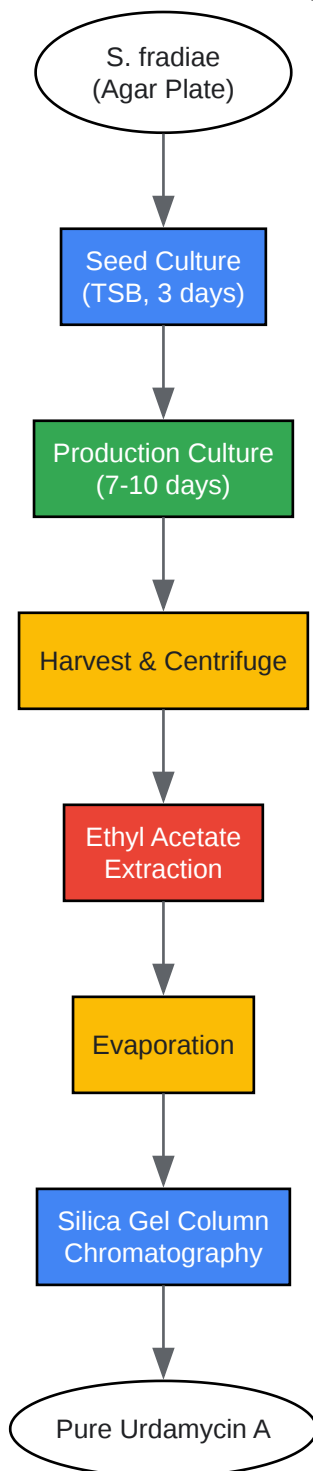 S. fradiae
(Agar Plate)
Seed Culture
(TSB, 3 days)
Production Culture
(7-10 days)
Harvest & Centrifuge
Ethyl Acetate
Extraction
Evaporation
Silica Gel Column
Chromatography
Pure Urdamycin A